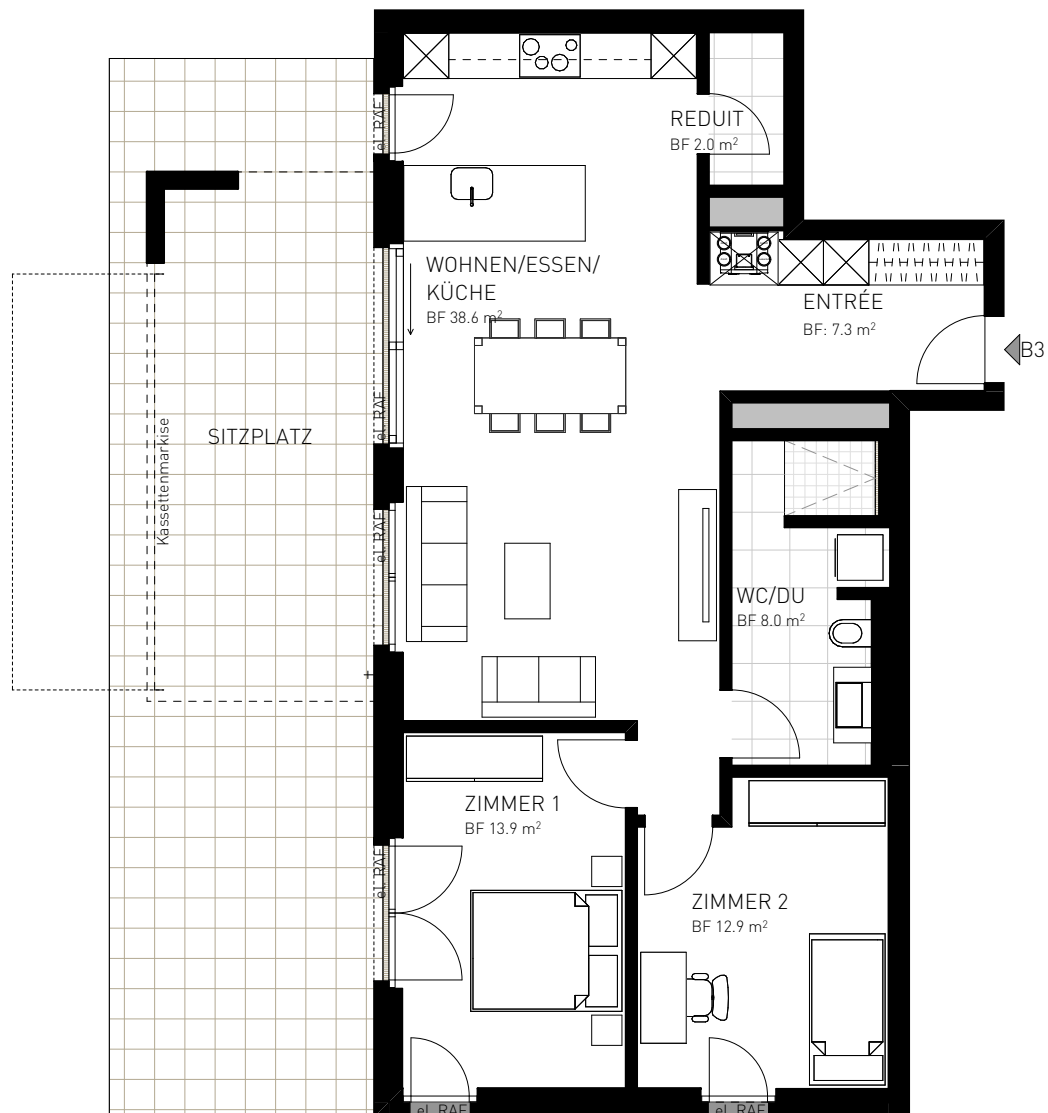 REDUIT
BF 2.0 m²
el. RAF
WOHNEN/ESSEN/
KÜCHE
BF 38.6 m²
ENTRÉE
BF: 7.3 m²
B3
SITZPLATZ
Kassettenmarkise
el. RAF
el. RAF
WC/DU
BF 8.0 m²
ZIMMER 1
BF 13.9 m²
el. RAF
ZIMMER 2
BF 12.9 m²
el. RAF
el. RAF